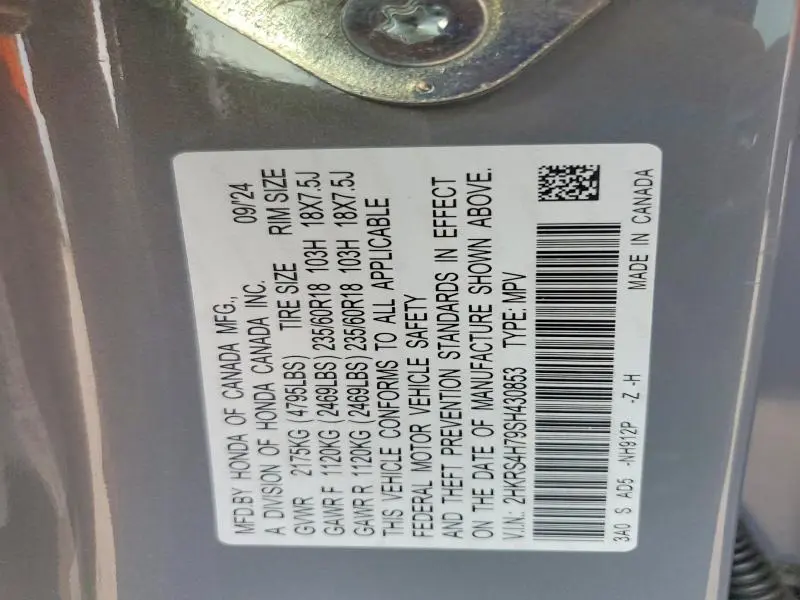 MFD.BY HONDA OF CANADA MFG., 09/24
A DIVISION OF HONDA CANADA INC.
GVWR 2175KG (4795LBS) TIRE SIZE RIM SIZE
GAWR F 1120KG (2469LBS) 235/60R18 103H 18X7.5J
GAWR R 1120KG (2469LBS) 235/60R18 103H 18X7.5J
THIS VEHICLE CONFORMS TO ALL APPLICABLE
FEDERAL MOTOR VEHICLE SAFETY
AND THEFT PREVENTION STANDARDS IN EFFECT
ON THE DATE OF MANUFACTURE SHOWN ABOVE.
V.I.N.: 2HKRS4H79SH430853 TYPE: MPV
3A0 S AD5 -NH912P -Z -H MADE IN CANADA